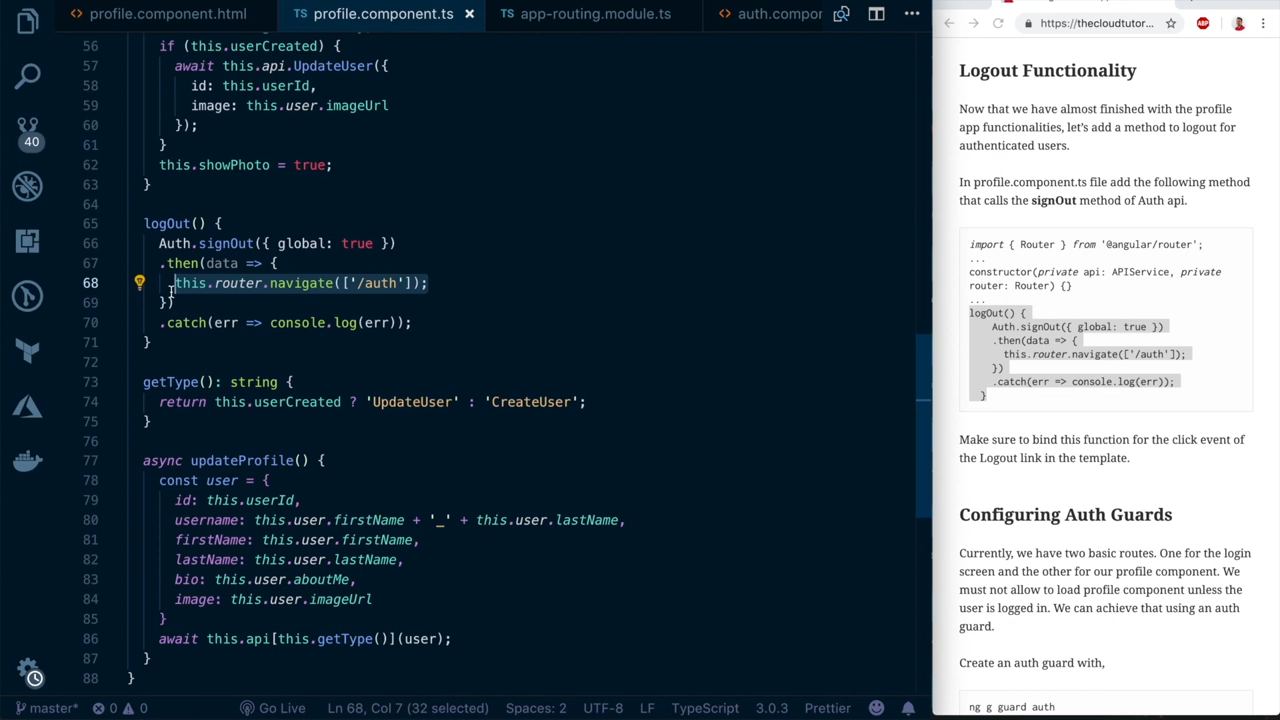 <> profile.component.html
TS profile.component.ts ×
TS app-routing.module.ts
<> auth.compor
https://thecloudtutor...
ABP
40
56 if (this.userCreated) {
57 await this.api.UpdateUser({
58 id: this.userId,
59 image: this.user.imageUrl
60 });
61 }
62 this.showPhoto = true;
63 }
64
65 logOut() {
66 Auth.signOut({ global: true })
67 .then(data => {
68 this.router.navigate(['/auth']);
69 })
70 .catch(err => console.log(err));
71 }
72
73 getType(): string {
74 return this.userCreated ? 'UpdateUser' : 'CreateUser';
75 }
76
77 async updateProfile() {
78 const user = {
79 id: this.userId,
80 username: this.user.firstName + '_' + this.user.lastName,
81 firstName: this.user.firstName,
82 lastName: this.user.lastName,
83 bio: this.user.aboutMe,
84 image: this.user.imageUrl
85 }
86 await this.api[this.getType()](user);
87 }
88 }
master* 0 0 Go Live Ln 68, Col 7 (32 selected) Spaces: 2 UTF-8 LF TypeScript 3.0.3 Prettier
Logout Functionality
Now that we have almost finished with the profile
app functionalities, let's add a method to logout for
authenticated users.
In profile.component.ts file add the following method
that calls the signOut method of Auth api.
import { Router } from '@angular/router';
...
constructor(private api: APIService, private
router: Router) {}
...
logOut() {
Auth.signOut({ global: true })
.then(data => {
this.router.navigate(['/auth']);
})
.catch(err => console.log(err));
}
Make sure to bind this function for the click event of
the Logout link in the template.
Configuring Auth Guards
Currently, we have two basic routes. One for the login
screen and the other for our profile component. We
must not allow to load profile component unless the
user is logged in. We can achieve that using an auth
guard.
Create an auth guard with,
ng g guard auth